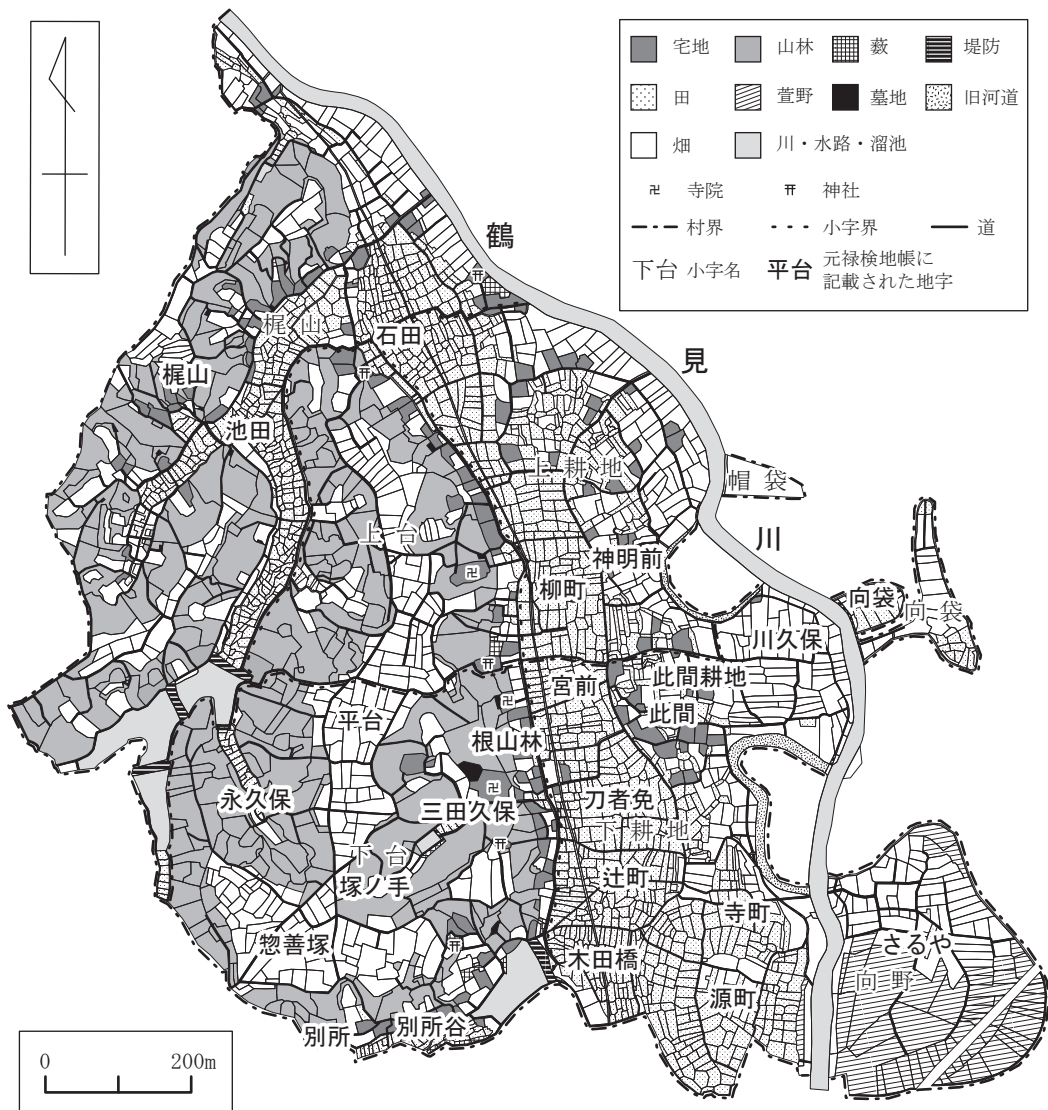 宅地 山林 藪 堤防
田 萱野 墓地 旧河道
畑 川・水路・溜池
卍 寺院 神社
村界 小字界 道
下台 小字名 平台 元禄検地帳に
記載された地字
鶴
見
川
梶山
石田
梶山
池田
上耕地
帽袋
上台
神明前
柳町
向袋
向袋
川久保
宮前
此間耕地
平台
此間
根山林
永久保
三田久保
刀者免
下耕地
下台
塚ノ手
辻町
寺町
惣善塚
木田橋
さるや
源町
向野
別所
別所谷
0 200m